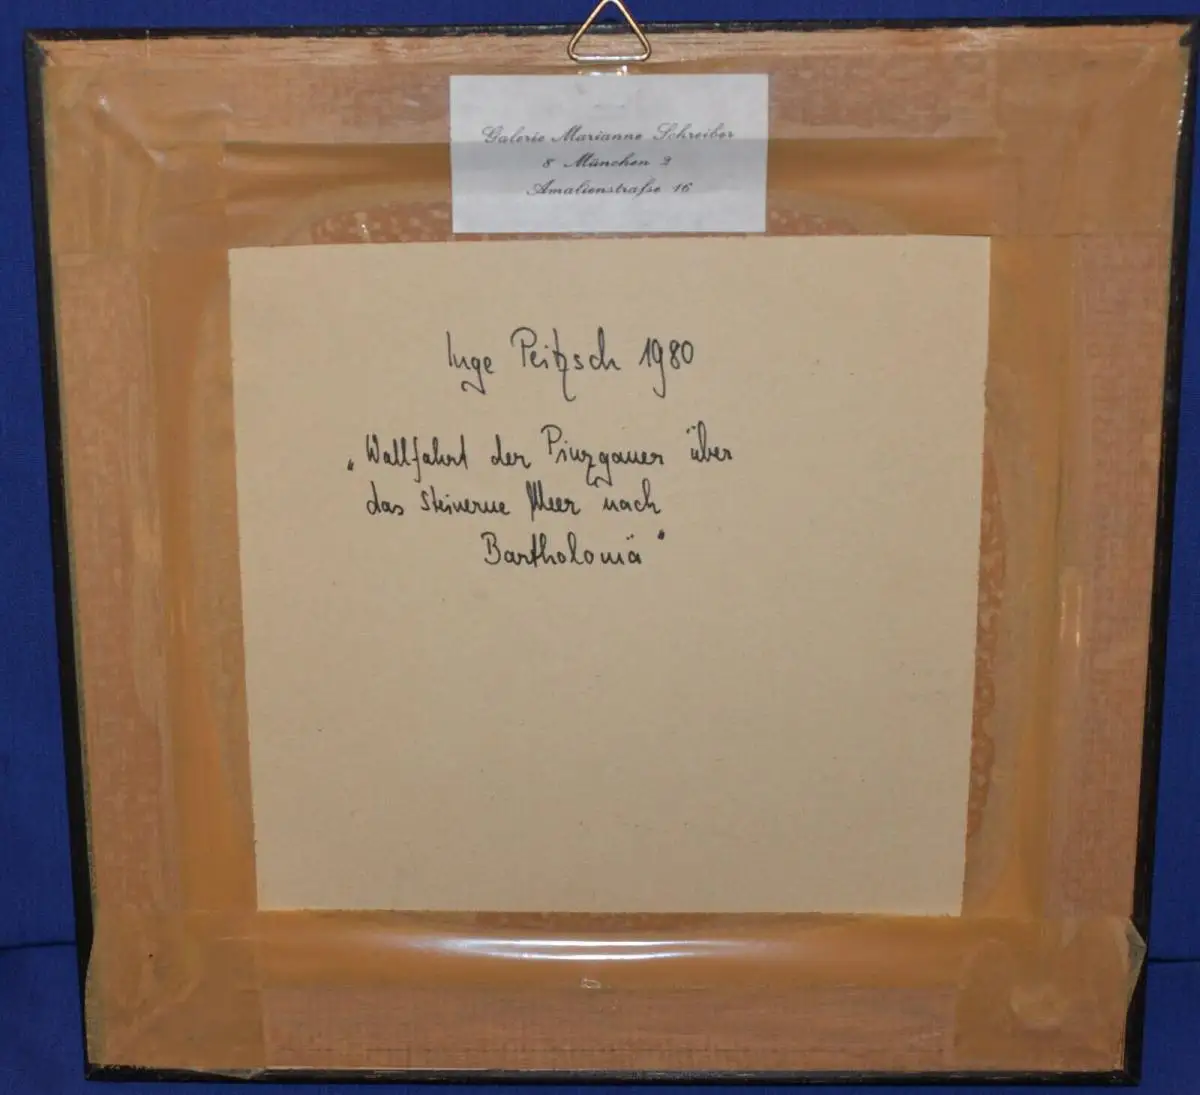 Galerie Marianne Schreiber
8 München 2
Amalienstraße 16
Inge Peitzsch 1980
„Wallfahrt der Pinzgauer über
das steinerne Meer nach
Bartholomä"